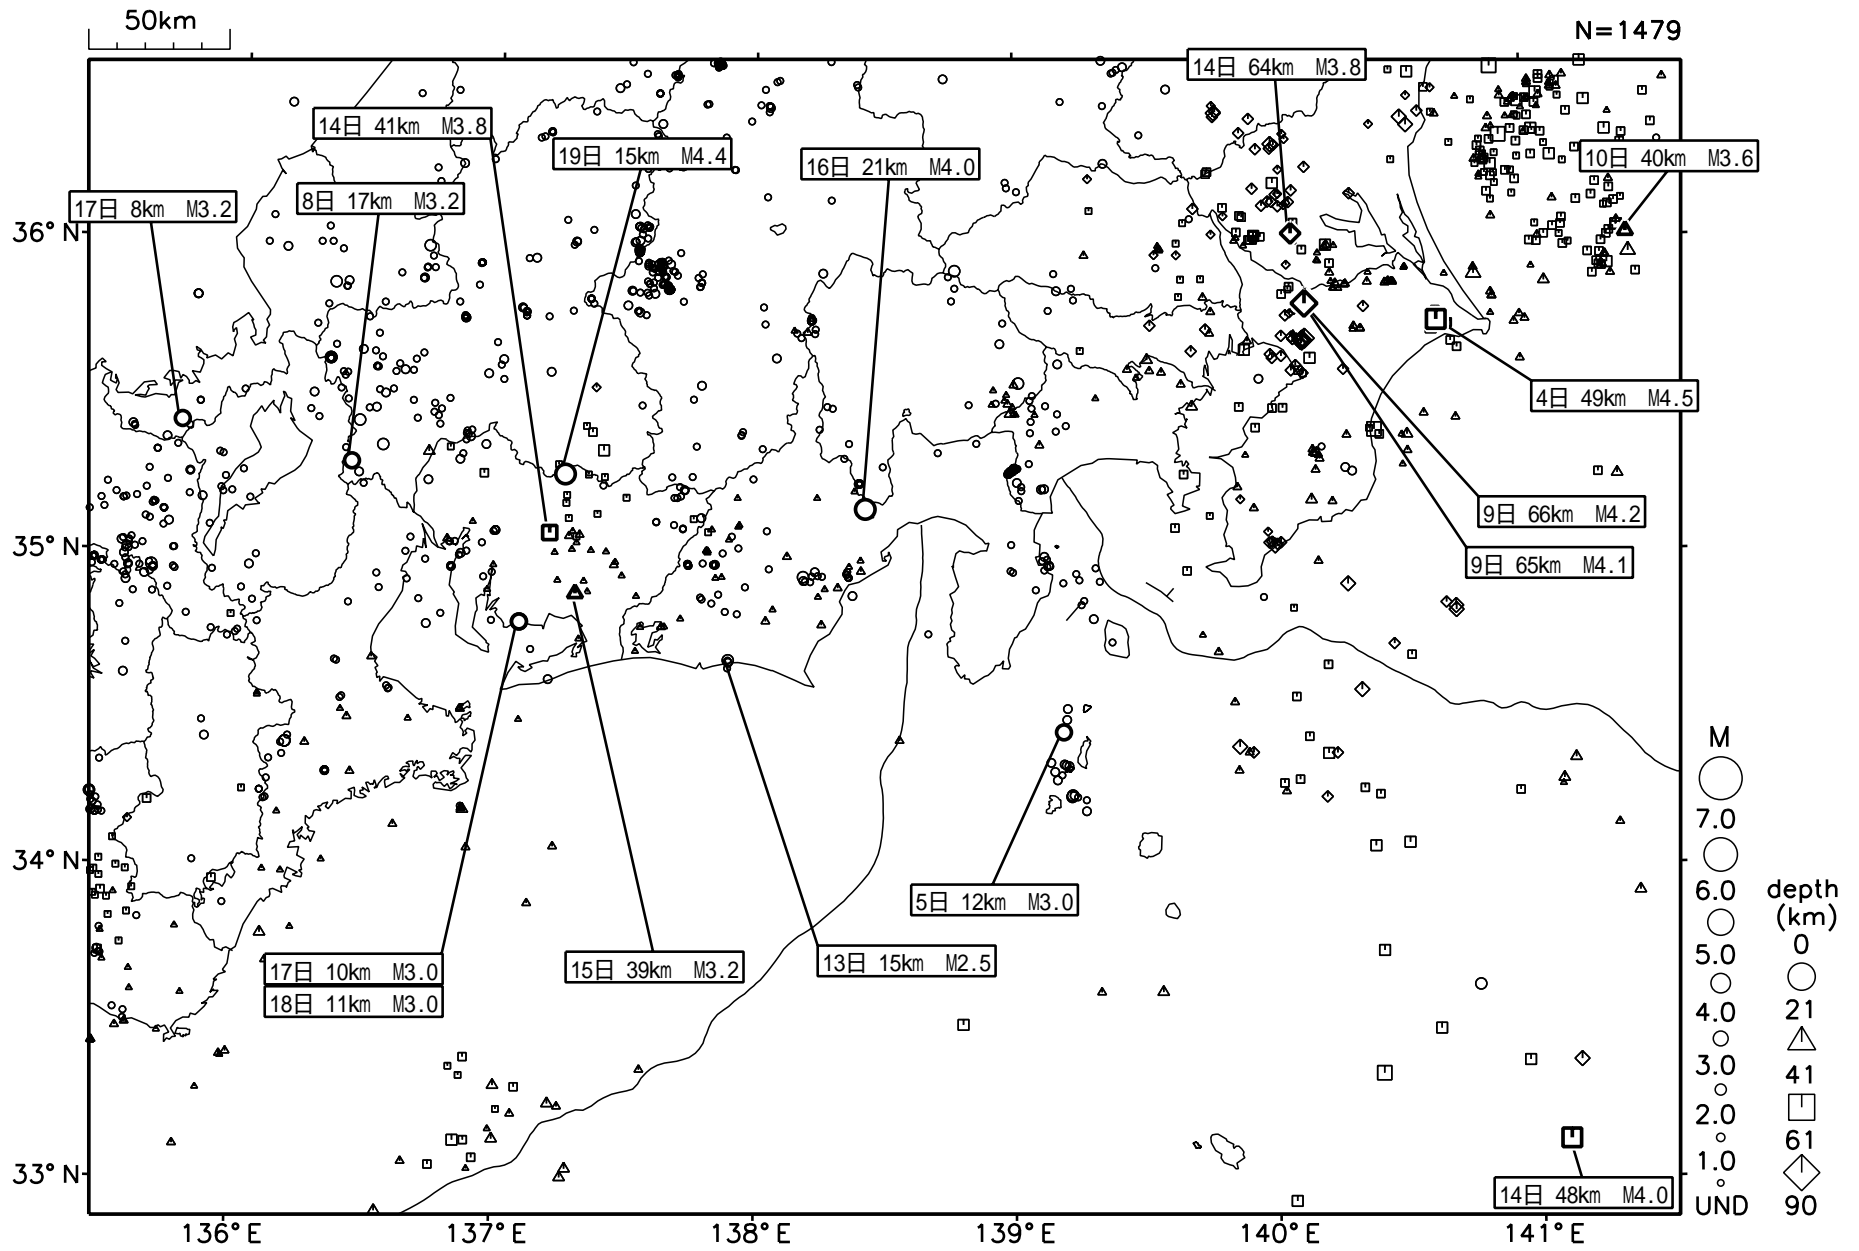 50km
N=1479
14日 64km M3.8
14日 41km M3.8
19日 15km M4.4
16日 21km M4.0
10日 40km M3.6
17日 8km M3.2
8日 17km M3.2
36°N
4日 49km M4.5
9日 66km M4.2
35°N
9日 65km M4.1
M
7.0
34°N
6.0
depth
(km)
5日 12km M3.0
0
5.0
17日 10km M3.0
15日 39km M3.2
13日 15km M2.5
18日 11km M3.0
4.0
21
3.0
41
2.0
61
33°N
1.0
14日 48km M4.0
UND
90
136°E
137°E
138°E
139°E
140°E
141°E